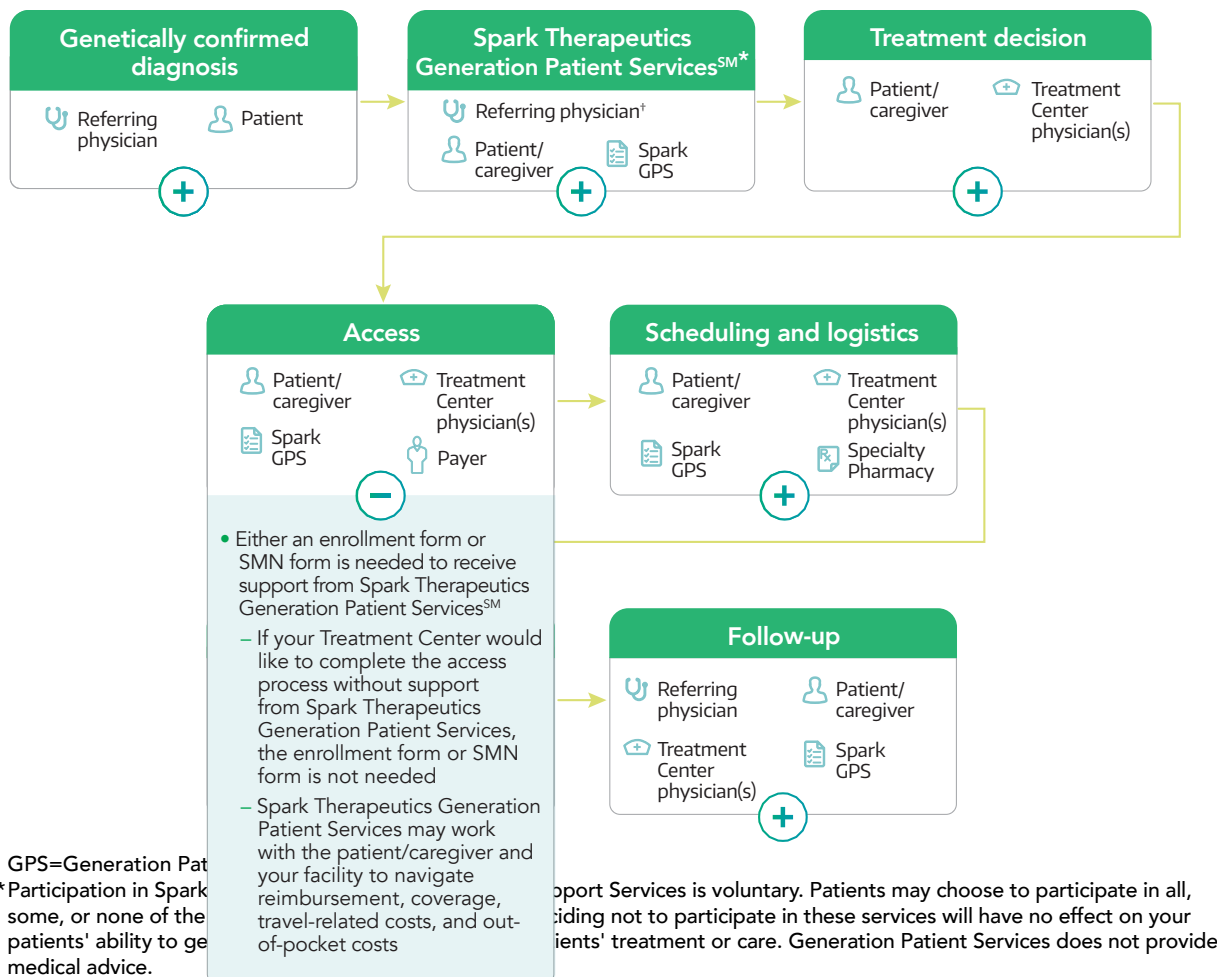 Genetically confirmed
diagnosis
Referring
physician
Patient
Spark Therapeutics
Generation Patient Services℠*
Referring physician†
Patient/
caregiver
Spark
GPS
Treatment decision
Patient/
caregiver
Treatment
Center
physician(s)
Access
Patient/
caregiver
Treatment
Center
physician(s)
Spark
GPS
Payer
• Either an enrollment form or
SMN form is needed to receive
support from Spark Therapeutics
Generation Patient Services℠
– If your Treatment Center would
like to complete the access
process without support
from Spark Therapeutics
Generation Patient Services,
the enrollment form or SMN
form is not needed
– Spark Therapeutics Generation
Patient Services may work
with the patient/caregiver and
your facility to navigate
reimbursement, coverage,
travel-related costs, and out-
of-pocket costs
Scheduling and logistics
Patient/
caregiver
Treatment
Center
physician(s)
Spark
GPS
Rx
Specialty
Pharmacy
Follow-up
Referring
physician
Patient/
caregiver
Treatment
Center
physician(s)
Spark
GPS
GPS=Generation Pat
*Participation in Spark pport Services is voluntary. Patients may choose to participate in all,
some, or none of the ciding not to participate in these services will have no effect on your
patients' ability to ge ients' treatment or care. Generation Patient Services does not provide
medical advice.